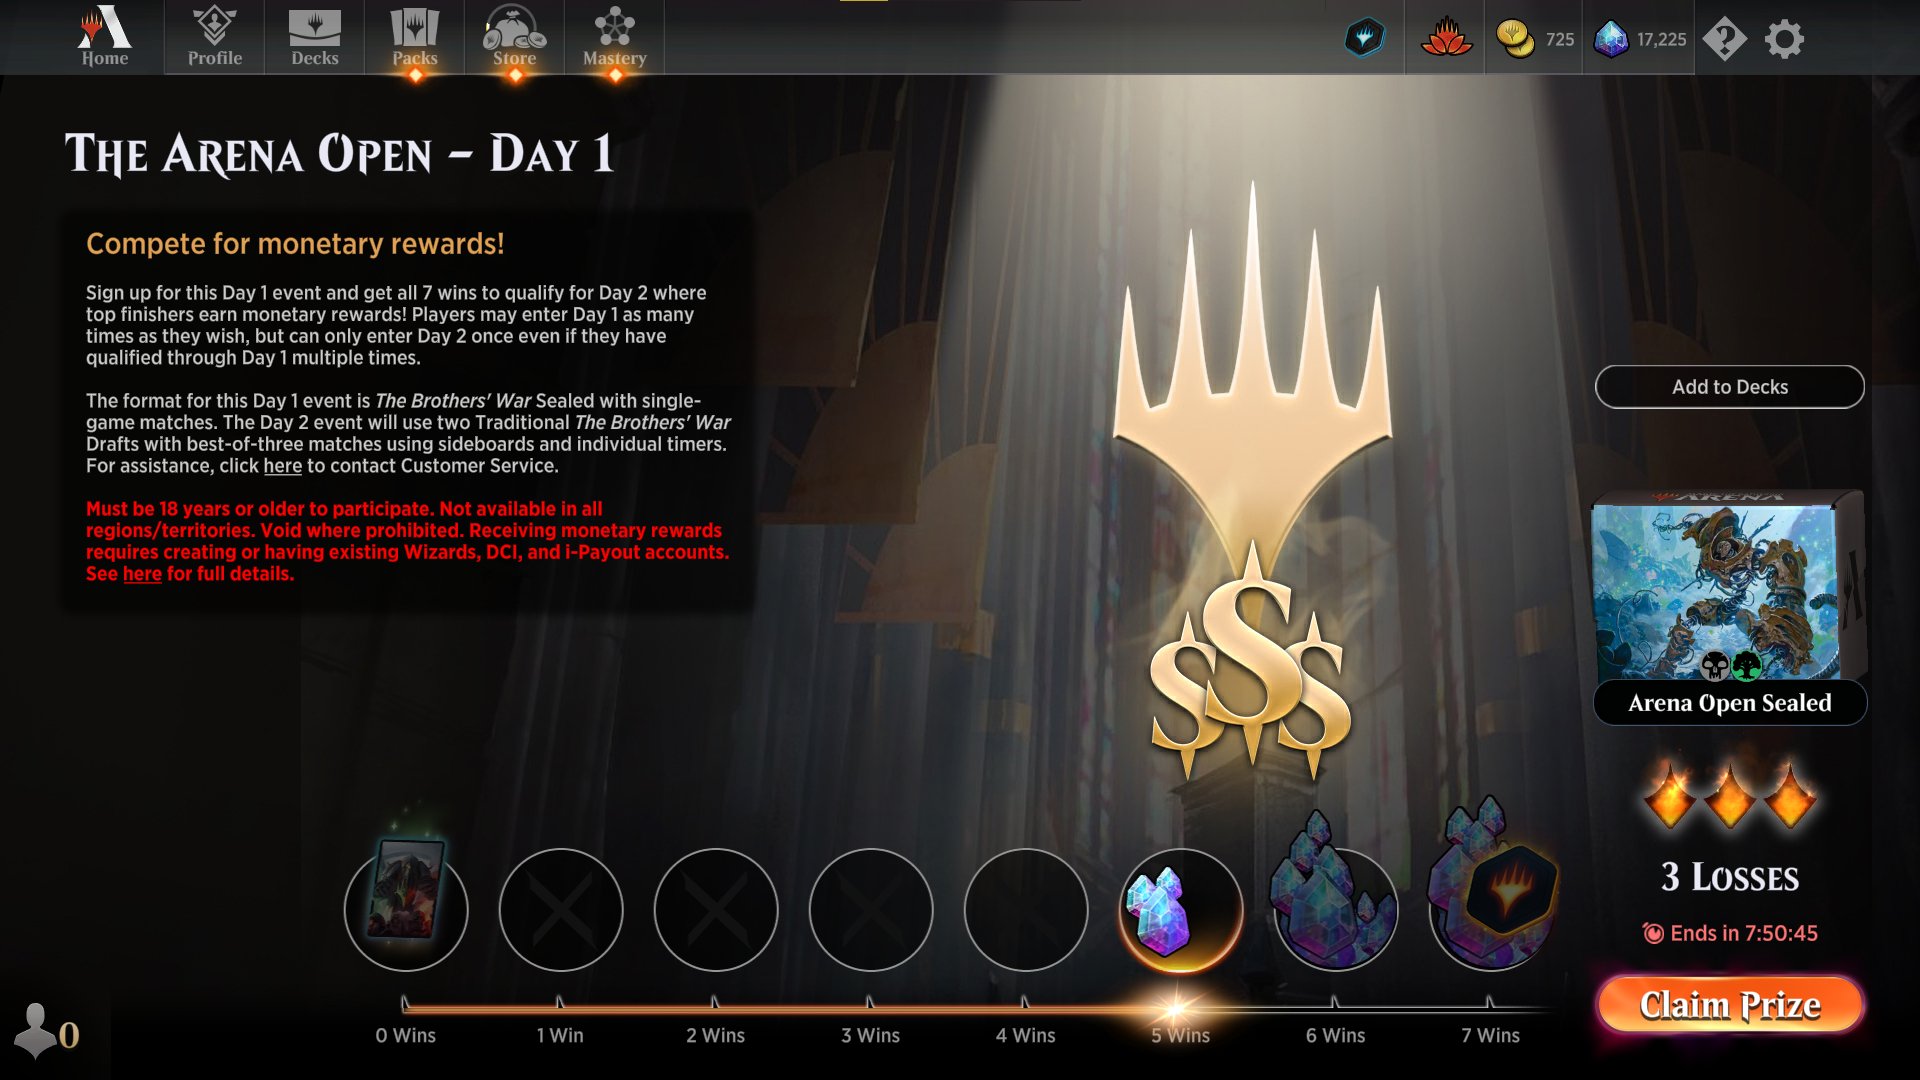 Home
Profile
Decks
Packs
Store
Mastery
725
17,225
The Arena Open – Day 1
Compete for monetary rewards!
Sign up for this Day 1 event and get all 7 wins to qualify for Day 2 where
top finishers earn monetary rewards! Players may enter Day 1 as many
times as they wish, but can only enter Day 2 once even if they have
qualified through Day 1 multiple times.
The format for this Day 1 event is The Brothers' War Sealed with single-
game matches. The Day 2 event will use two Traditional The Brothers' War
Drafts with best-of-three matches using sideboards and individual timers.
For assistance, click here to contact Customer Service.
Must be 18 years or older to participate. Not available in all
regions/territories. Void where prohibited. Receiving monetary rewards
requires creating or having existing Wizards, DCI, and i-Payout accounts.
See here for full details.
Add to Decks
ARENA
Arena Open Sealed
3 Losses
Ends in 7:50:45
Claim Prize
0
0 Wins
1 Win
2 Wins
3 Wins
4 Wins
5 Wins
6 Wins
7 Wins